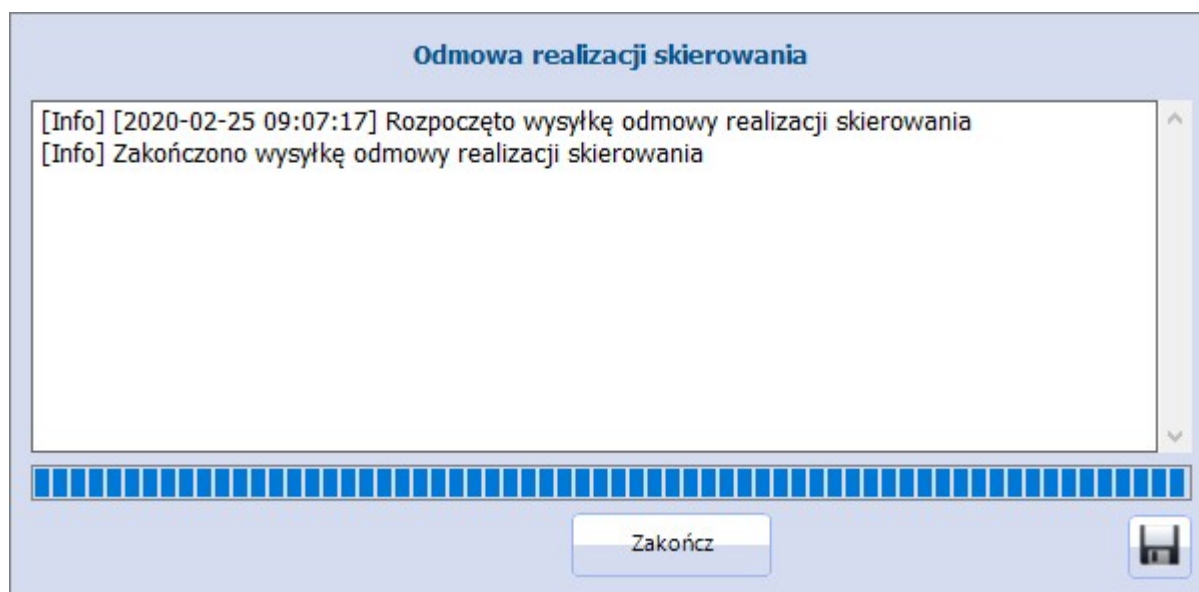 Odmowa realizacji skierowania
[Info] [2020-02-25 09:07:17] Rozpoczęto wysyłkę odmowy realizacji skierowania
[Info] Zakończono wysyłkę odmowy realizacji skierowania
Zakończ